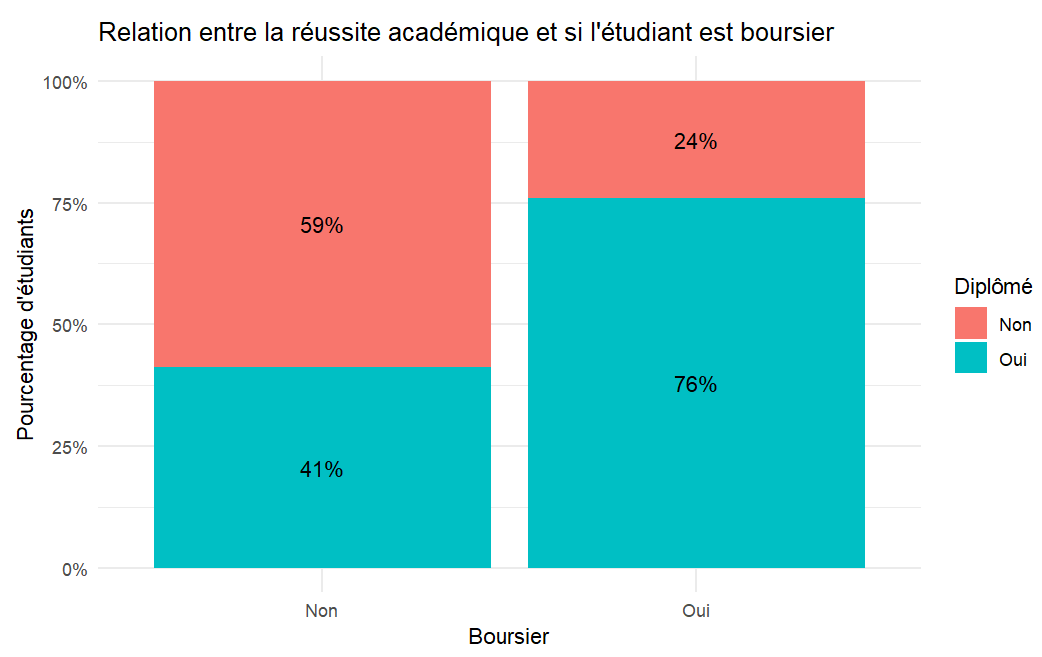 Relation entre la réussite académique et si l'étudiant est boursier
Pourcentage d'étudiants
100%
75%
50%
25%
0%
59%
41%
24%
76%
Non
Oui
Boursier
Diplômé
Non
Oui